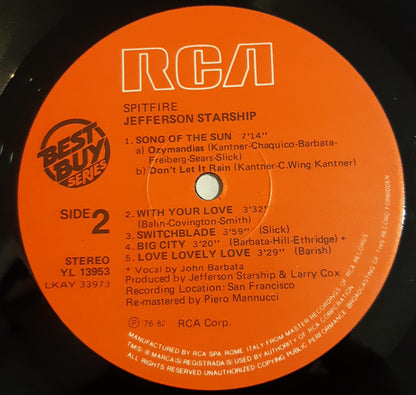 RCA
SPITFIRE
JEFFERSON STARSHIP
1. SONG OF THE SUN 7'14"
a) Ozymandias (Kantner-Chaquico-Barbata-
Freiberg-Sears-Slick)
b) Don't Let It Rain (Kantner-C.Wing Kantner)
BEST
BUY
SERIES
SIDE 2
2. WITH YOUR LOVE 3'32"
(Balin-Covington-Smith)
3. SWITCHBLADE 3'59" (Slick)
4. BIG CITY 3'20" (Barbata-Hill-Ethridge) *
5. LOVE LOVELY LOVE 3'29" (Barish)
STEREO
YL 13953
LKAY 33973
* Vocal by John Barbata
Produced by Jefferson Starship & Larry Cox
Recording Location: San Francisco
Re-mastered by Piero Mannucci
Ⓟ 76 82 RCA Corp.
MANUFACTURED BY RCA SPA ROME ITALY FROM MASTER RECORDINGS OF RCA RECORDS
TMS ® MARCA(S) REGISTRADA(S) USED BY AUTHORITY OF RCA CORPORATION
ALL RIGHTS RESERVED UNAUTHORIZED COPYING PUBLIC PERFORMANCE BROADCASTING OF THIS RECORD FORBIDDEN